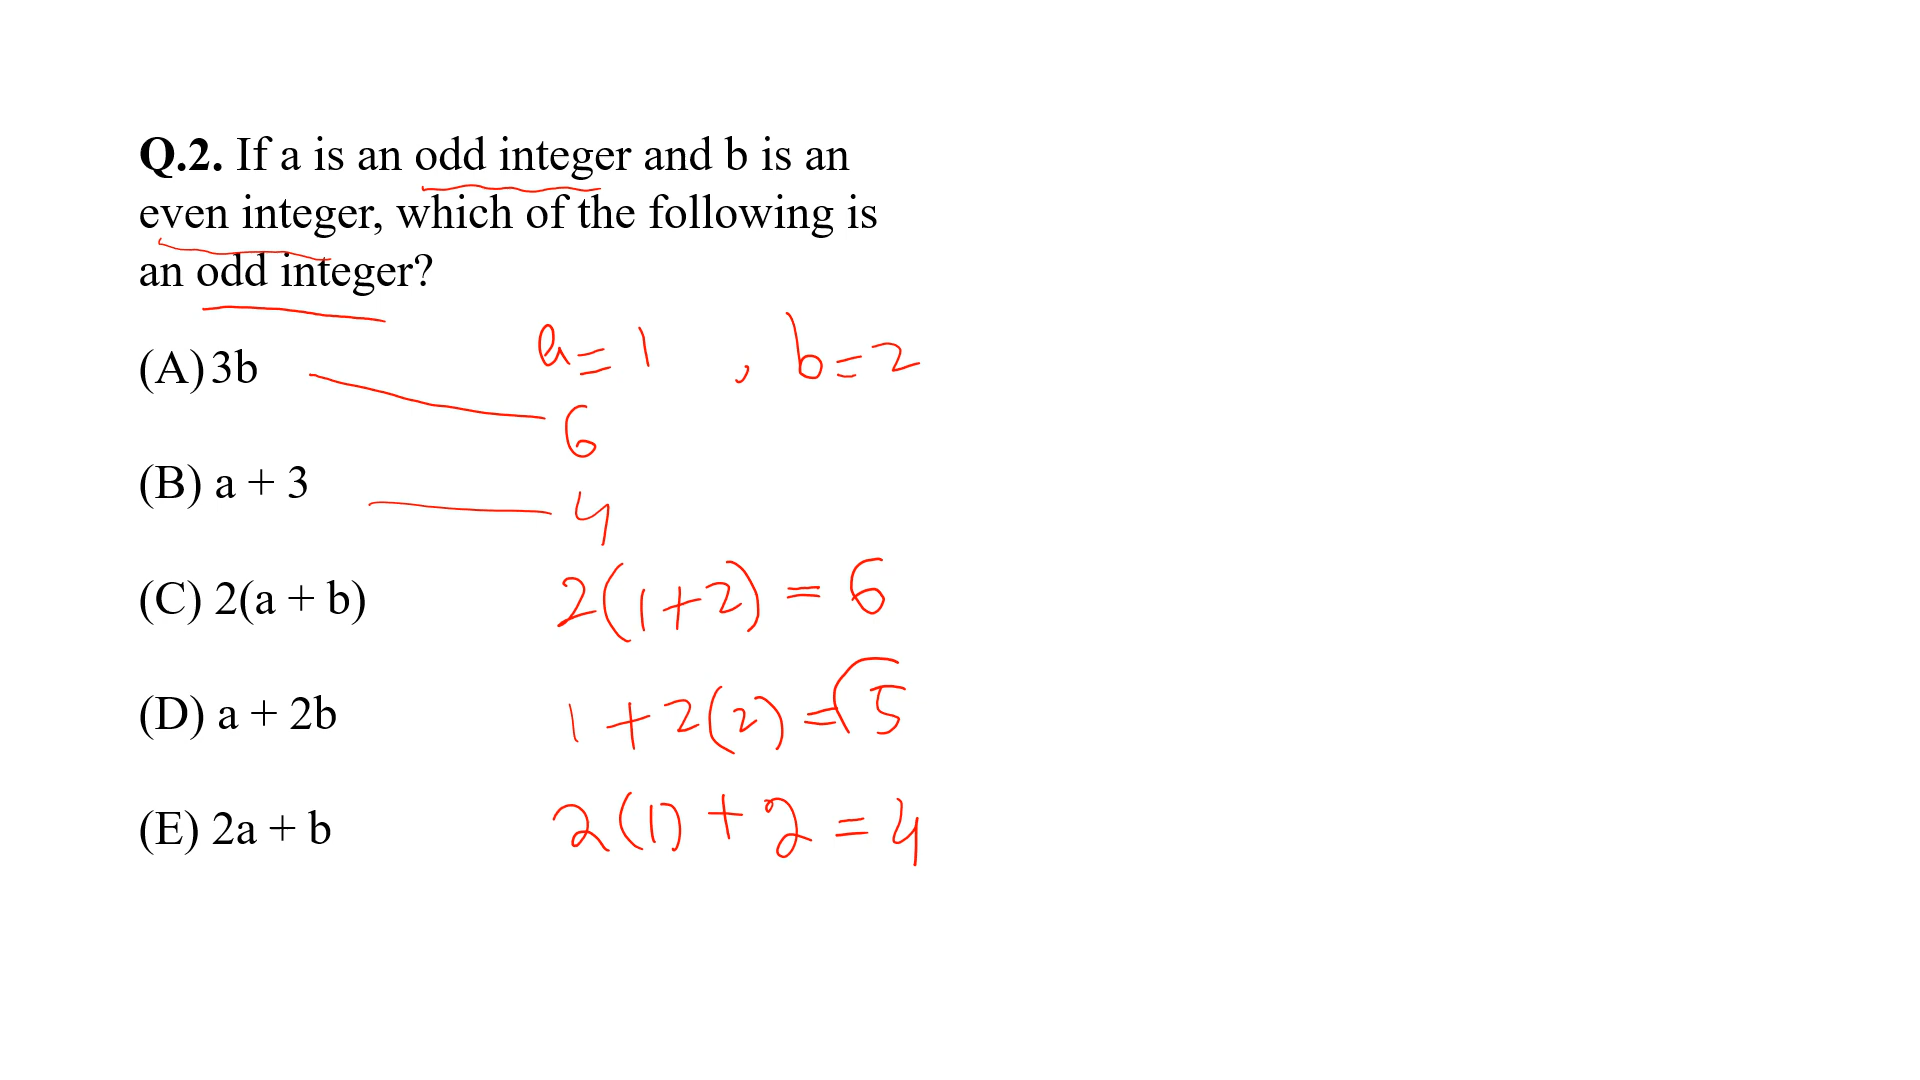 Q.2. If a is an odd integer and b is an
even integer, which of the following is
an odd integer?
a = 1 , b = 2
(A) 3b
6
(B) a + 3
4
(C) 2(a + b)
2(1+2) = 6
(D) a + 2b
1 + 2(2) = 5
(E) 2a + b
2(1) + 2 = 4